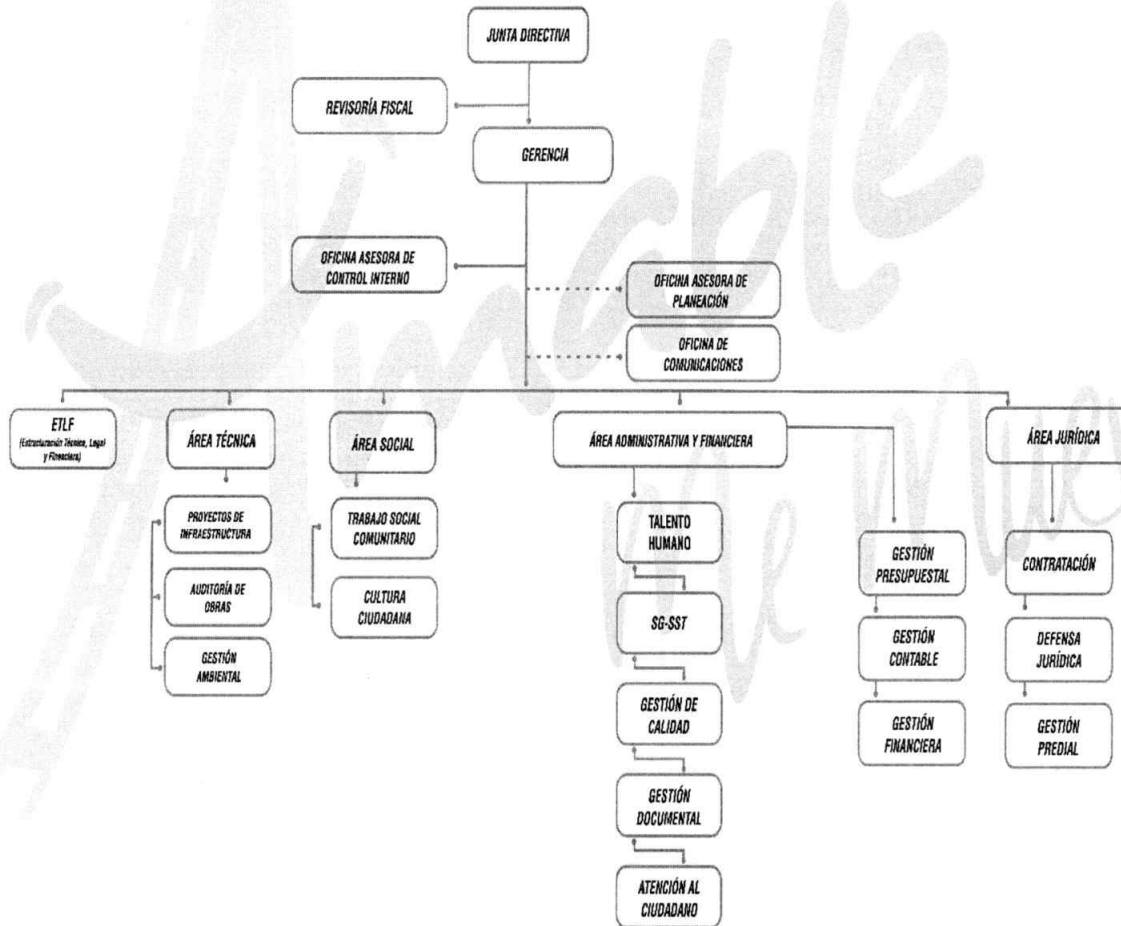 JUNTA DIRECTIVA
REVISORÍA FISCAL
GERENCIA
OFICINA ASESORA DE
CONTROL INTERNO
OFICINA ASESORA DE
PLANEACIÓN
OFICINA DE
COMUNICACIONES
ETLF
(Estructuración Técnica, Legal
y Financiera)
ÁREA TÉCNICA
ÁREA SOCIAL
ÁREA ADMINISTRATIVA Y FINANCIERA
ÁREA JURÍDICA
PROYECTOS DE
INFRAESTRUCTURA
AUDITORÍA DE
OBRAS
GESTIÓN
AMBIENTAL
TRABAJO SOCIAL
COMUNITARIO
CULTURA
CIUDADANA
TALENTO
HUMANO
SG-SST
GESTIÓN DE
CALIDAD
GESTIÓN
DOCUMENTAL
ATENCIÓN AL
CIUDADANO
GESTIÓN
PRESUPUESTAL
GESTIÓN
CONTABLE
GESTIÓN
FINANCIERA
CONTRATACIÓN
DEFENSA
JURÍDICA
GESTIÓN
PREDIAL
Amable
me